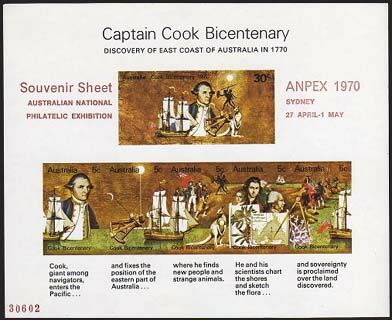 Captain Cook Bicentenary
DISCOVERY OF EAST COAST OF AUSTRALIA IN 1770
Souvenir Sheet
AUSTRALIAN NATIONAL
PHILATELIC EXHIBITION
Australia Cook Bicentenary 1970 30c
ANPEX 1970
SYDNEY
27 APRIL-1 MAY
Australia 5c Australia 5c Australia 5c Australia 5c Australia 5c
Cook Bicentenary Cook Bicentenary Cook Bicentenary Cook Bicentenary Cook Bicentenary
Cook,
giant among
navigators,
enters the
Pacific...
and fixes the
position of the
eastern part of
Australia...
where he finds
new people and
strange animals.
He and his
scientists chart
the shores
and sketch
the flora...
and sovereignty
is proclaimed
over the land
discovered.
30602